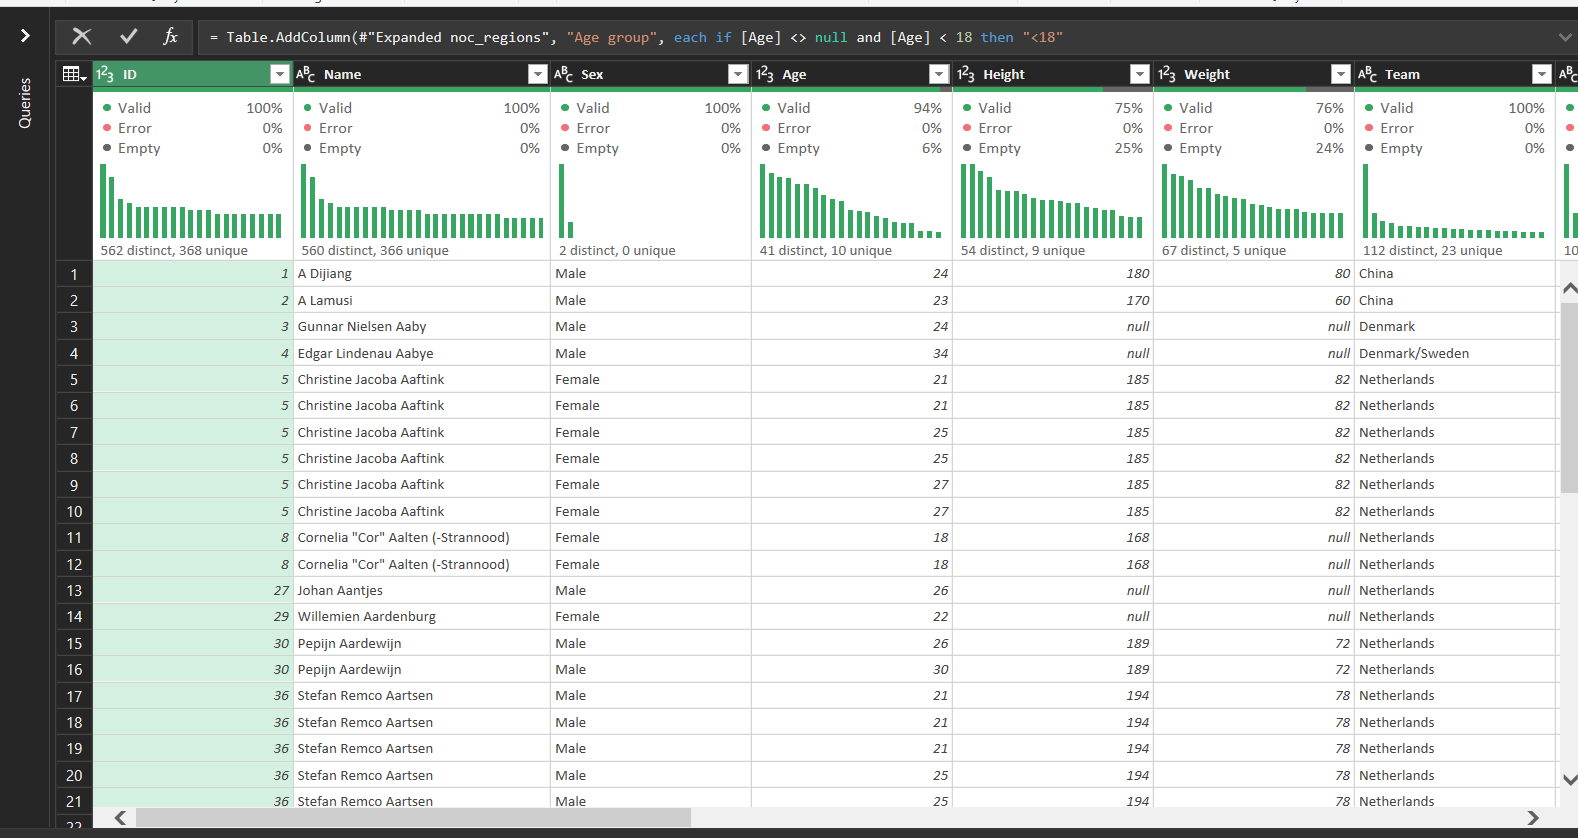 = Table.AddColumn(#"Expanded noc_regions", "Age group", each if [Age] <> null and [Age] < 18 then "<18"
Queries
ID Name Sex Age Height Weight Team
Valid 100% Valid 100% Valid 100% Valid 94% Valid 75% Valid 76% Valid 100%
Error 0% Error 0% Error 0% Error 0% Error 0% Error 0% Error 0%
Empty 0% Empty 0% Empty 0% Empty 6% Empty 25% Empty 24% Empty 0%
562 distinct, 368 unique 560 distinct, 366 unique 2 distinct, 0 unique 41 distinct, 10 unique 54 distinct, 9 unique 67 distinct, 5 unique 112 distinct, 23 unique 10
1 1 A Dijiang Male 24 180 80 China
2 2 A Lamusi Male 23 170 60 China
3 3 Gunnar Nielsen Aaby Male 24 null null Denmark
4 4 Edgar Lindenau Aabye Male 34 null null Denmark/Sweden
5 5 Christine Jacoba Aaftink Female 21 185 82 Netherlands
6 5 Christine Jacoba Aaftink Female 21 185 82 Netherlands
7 5 Christine Jacoba Aaftink Female 25 185 82 Netherlands
8 5 Christine Jacoba Aaftink Female 25 185 82 Netherlands
9 5 Christine Jacoba Aaftink Female 27 185 82 Netherlands
10 5 Christine Jacoba Aaftink Female 27 185 82 Netherlands
11 8 Cornelia "Cor" Aalten (-Strannood) Female 18 168 null Netherlands
12 8 Cornelia "Cor" Aalten (-Strannood) Female 18 168 null Netherlands
13 27 Johan Aantjes Male 26 null null Netherlands
14 29 Willemien Aardenburg Female 22 null null Netherlands
15 30 Pepijn Aardewijn Male 26 189 72 Netherlands
16 30 Pepijn Aardewijn Male 30 189 72 Netherlands
17 36 Stefan Remco Aartsen Male 21 194 78 Netherlands
18 36 Stefan Remco Aartsen Male 21 194 78 Netherlands
19 36 Stefan Remco Aartsen Male 21 194 78 Netherlands
20 36 Stefan Remco Aartsen Male 25 194 78 Netherlands
21 36 Stefan Remco Aartsen Male 25 194 78 Netherlands
22